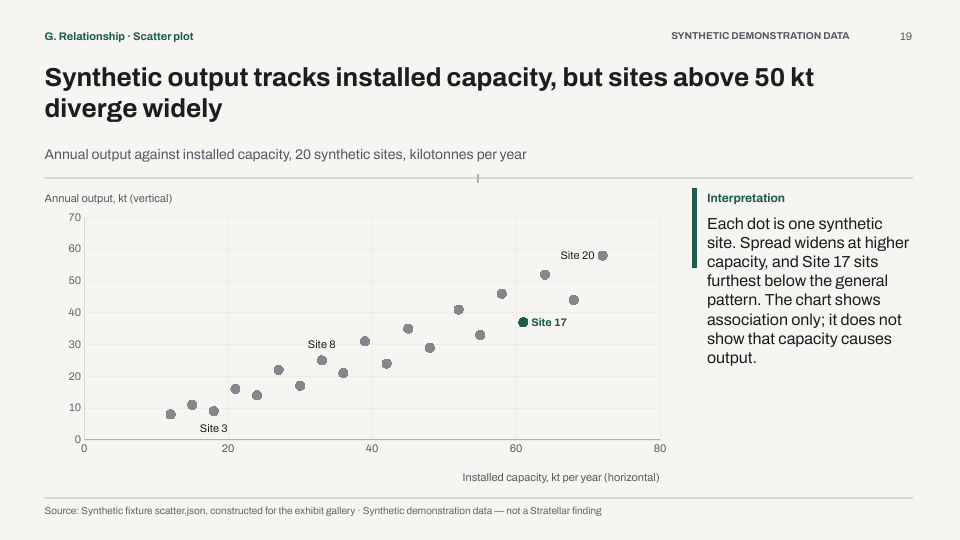 G. Relationship · Scatter plot
SYNTHETIC DEMONSTRATION DATA
19
Synthetic output tracks installed capacity, but sites above 50 kt
diverge widely
Annual output against installed capacity, 20 synthetic sites, kilotonnes per year
Annual output, kt (vertical)
70
60
50
40
30
20
10
0
Site 20
Site 17
Site 8
Site 3
0
20
40
60
80
Installed capacity, kt per year (horizontal)
Interpretation
Each dot is one synthetic
site. Spread widens at higher
capacity, and Site 17 sits
furthest below the general
pattern. The chart shows
association only; it does not
show that capacity causes
output.
Source: Synthetic fixture scatter.json, constructed for the exhibit gallery · Synthetic demonstration data — not a Stratellar finding